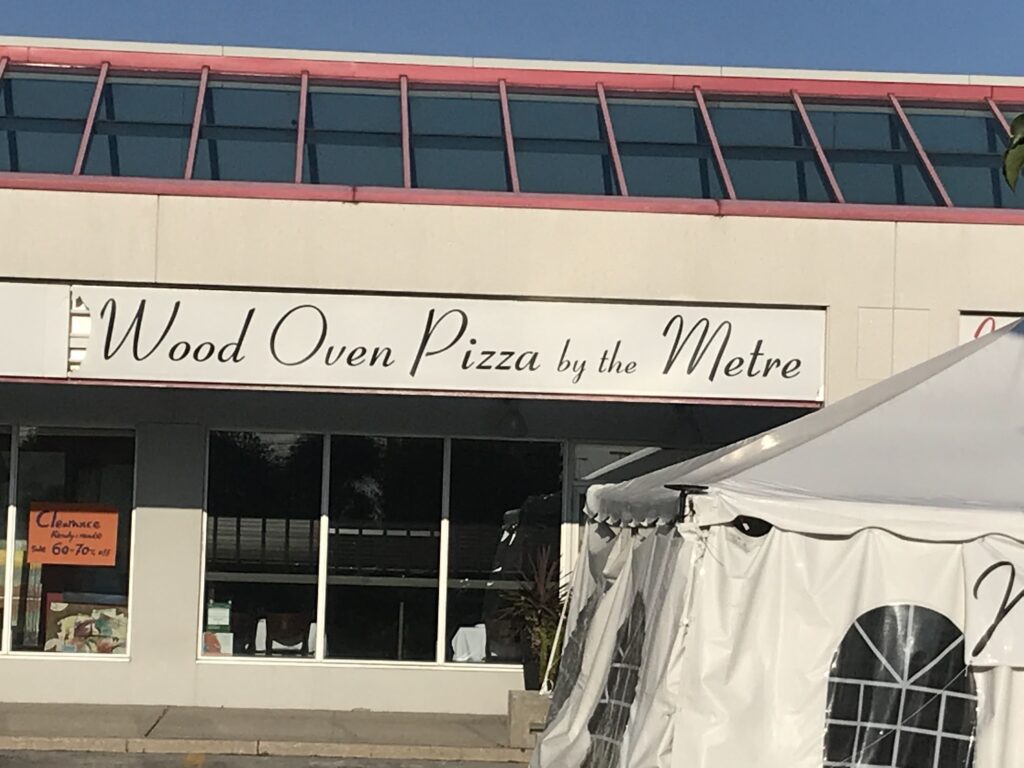 Wood Oven Pizza by the Metre
Clearance
Ready-made
Sale 60-70% off